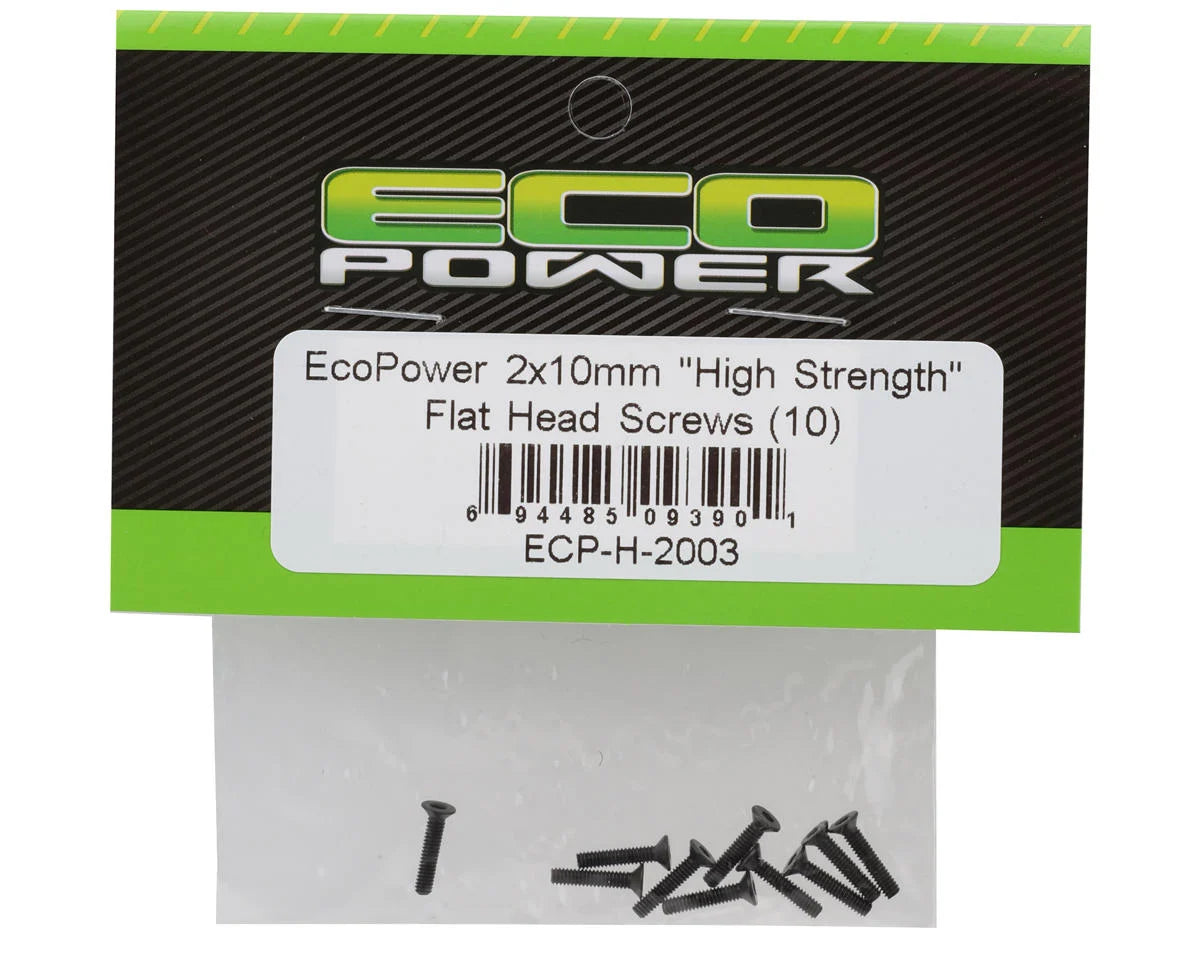 ECO
POWER
EcoPower 2x10mm "High Strength"
Flat Head Screws (10)
6 94485 09390 1
ECP-H-2003